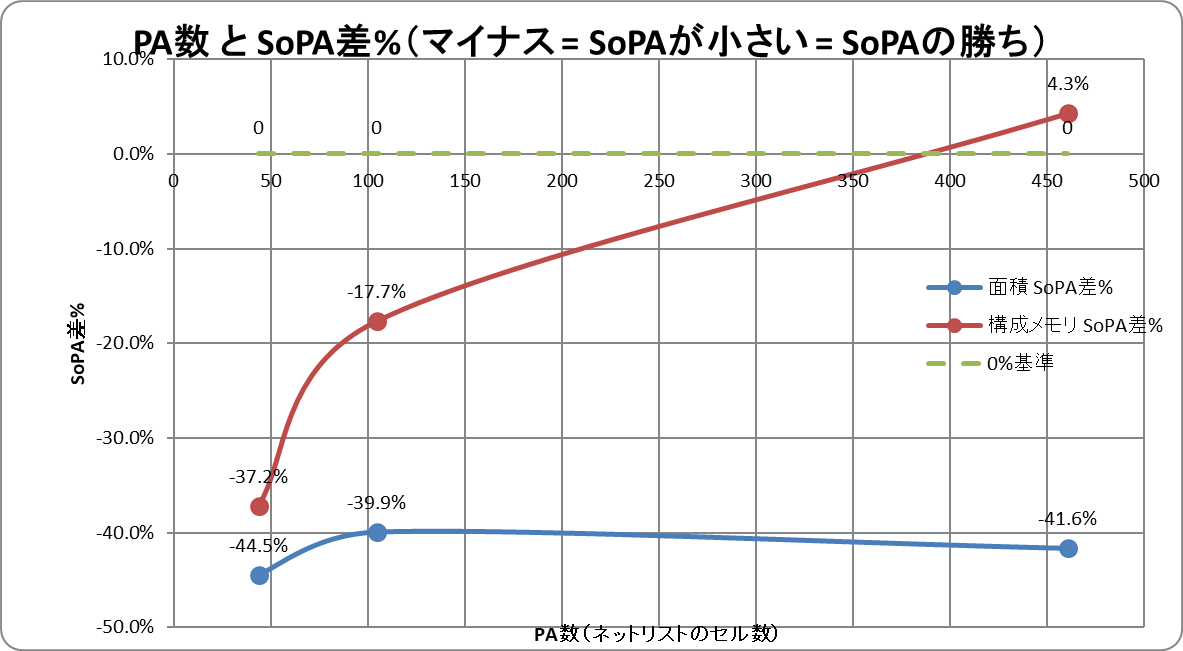 PA数 と SoPA差%（マイナス = SoPAが 小さい = SoPAの 勝ち）
10.0%
4.3%
0 0 0
0.0%
0 50 100 150 200 250 300 350 400 450 500
-10.0%
-17.7%
面積 SoPA差%
構成メモリ SoPA差%
0%基準
SoPA差%
-20.0%
-30.0%
-37.2%
-39.9%
-41.6%
-40.0%
-44.5%
-50.0%
PA数（ネットリストのセル数）